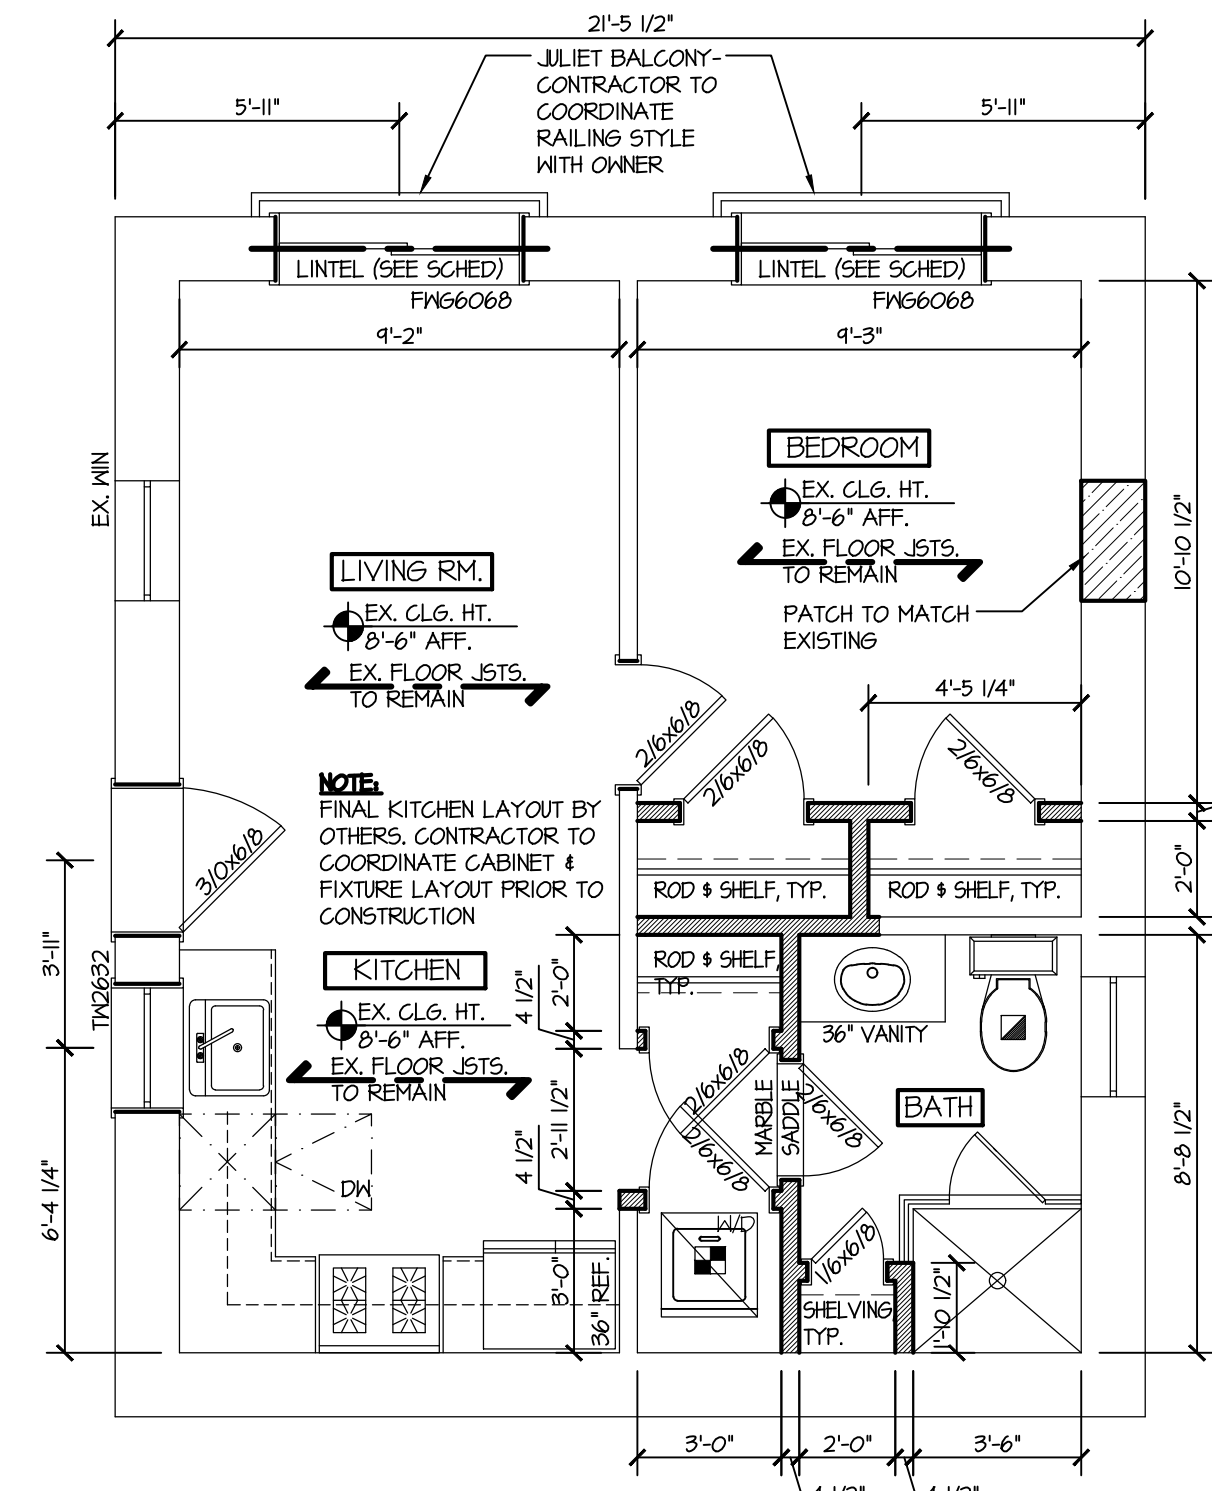 21'-5 1/2"
JULIET BALCONY-
CONTRACTOR TO
COORDINATE
RAILING STYLE
WITH OWNER
5'-11"
5'-11"
LINTEL (SEE SCHED)
LINTEL (SEE SCHED)
FWG6068
FWG6068
9'-2"
9'-3"
BEDROOM
EX. CLG. HT.
8'-6" AFF.
EX. FLOOR JSTS.
TO REMAIN
PATCH TO MATCH
EXISTING
EX. WIN
10'-10 1/2"
LIVING RM.
EX. CLG. HT.
8'-6" AFF.
EX. FLOOR JSTS.
TO REMAIN
4'-5 1/4"
2/6x6/8
2/6x6/8
2/6x6/8
NOTE:
FINAL KITCHEN LAYOUT BY
OTHERS. CONTRACTOR TO
COORDINATE CABINET &
FIXTURE LAYOUT PRIOR TO
CONSTRUCTION
3/0x6/8
2'-0"
ROD $ SHELF, TYP.
ROD $ SHELF, TYP.
3'-11"
TW2632
KITCHEN
EX. CLG. HT.
8'-6" AFF.
EX. FLOOR JSTS.
TO REMAIN
4 1/2"
2'-0"
ROD $ SHELF,
TYP.
36" VANITY
2/6x6/8
2/6x6/8
MARBLE
SADDLE
2/6x6/8
BATH
4 1/2"
2'-11 1/2"
8'-8 1/2"
6'-4 1/4"
DW
W/D
1/6x6/8
3'-0"
36" REF.
SHELVING,
TYP.
1'-10 1/2"
3'-0"
2'-0"
3'-6"
4 1/2"
4 1/2"